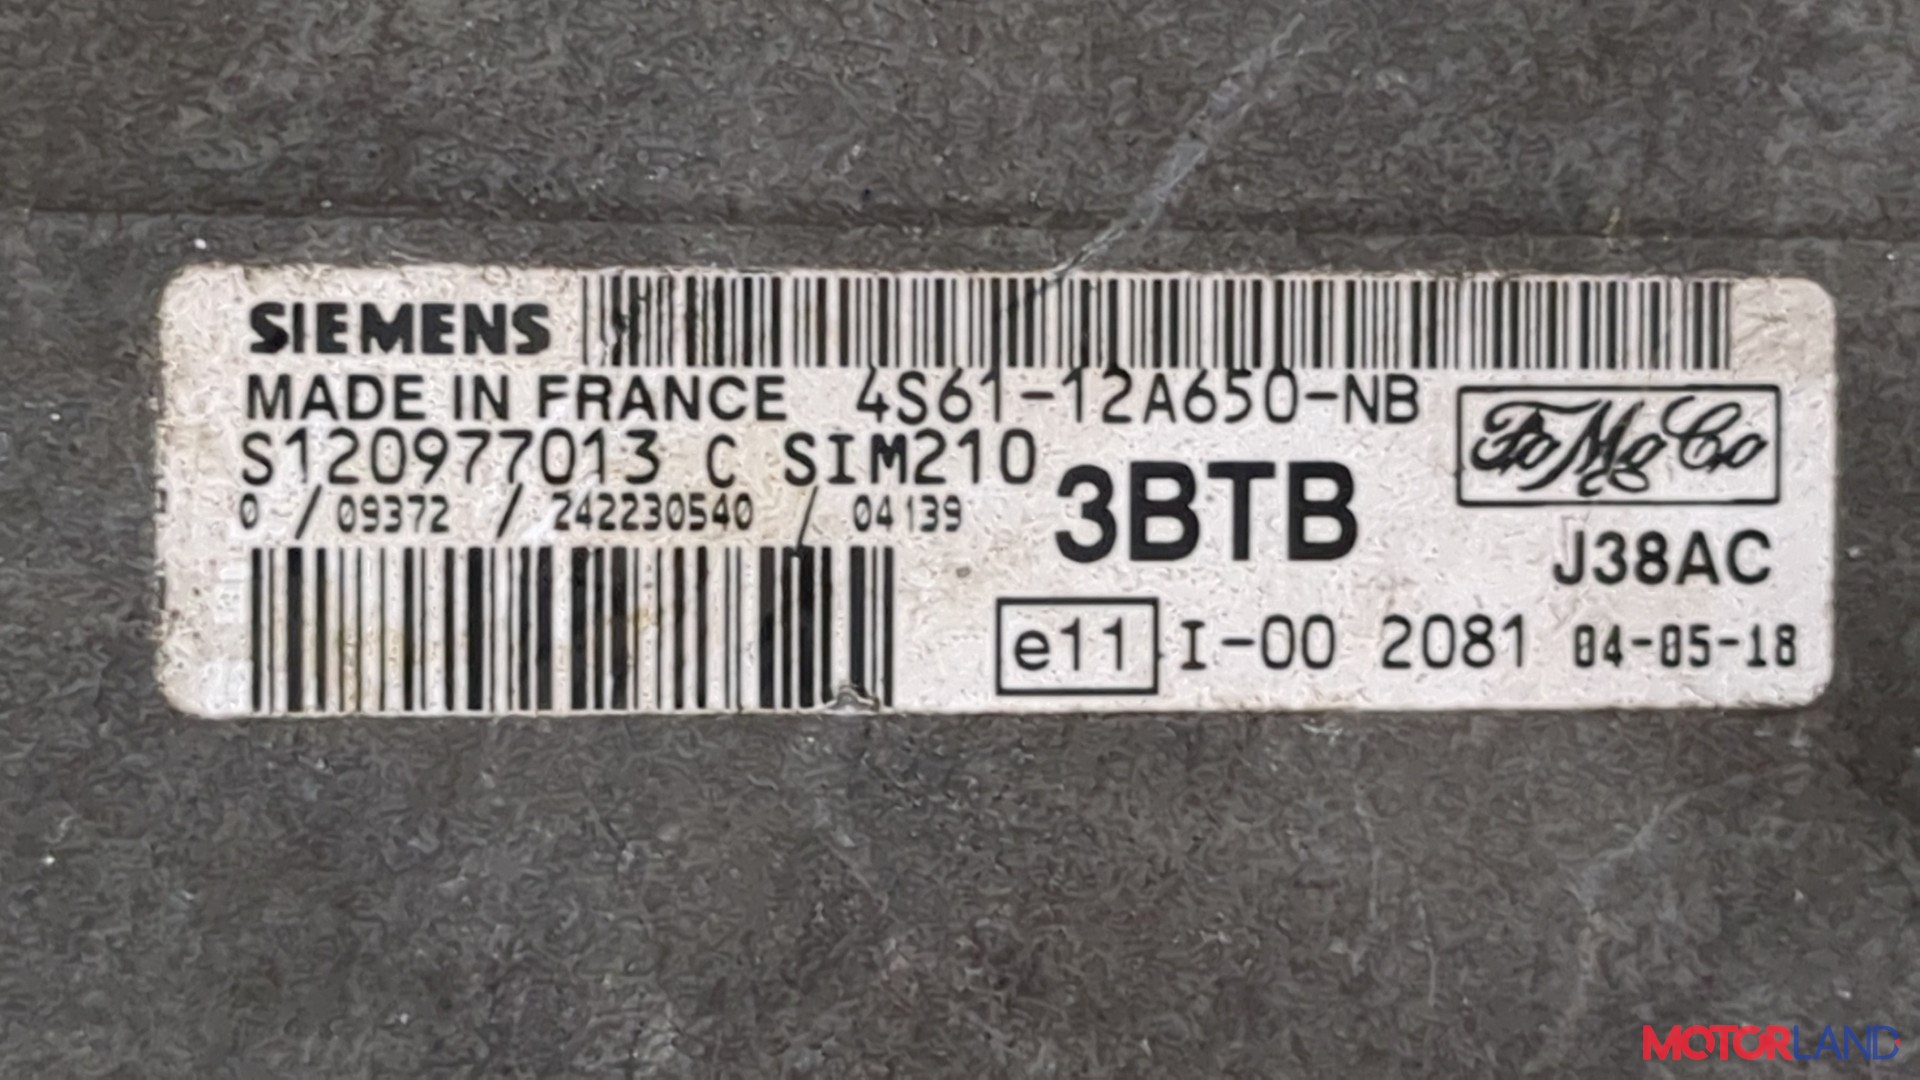 SIEMENS
MADE IN FRANCE 4S61-12A650-NB
S120977013 C SIM210
FoMoCo
0 / 09372 / 242230540 / 04139
3BTB
J38AC
e11 I-00 2081 04-05-18
MOTORLAND